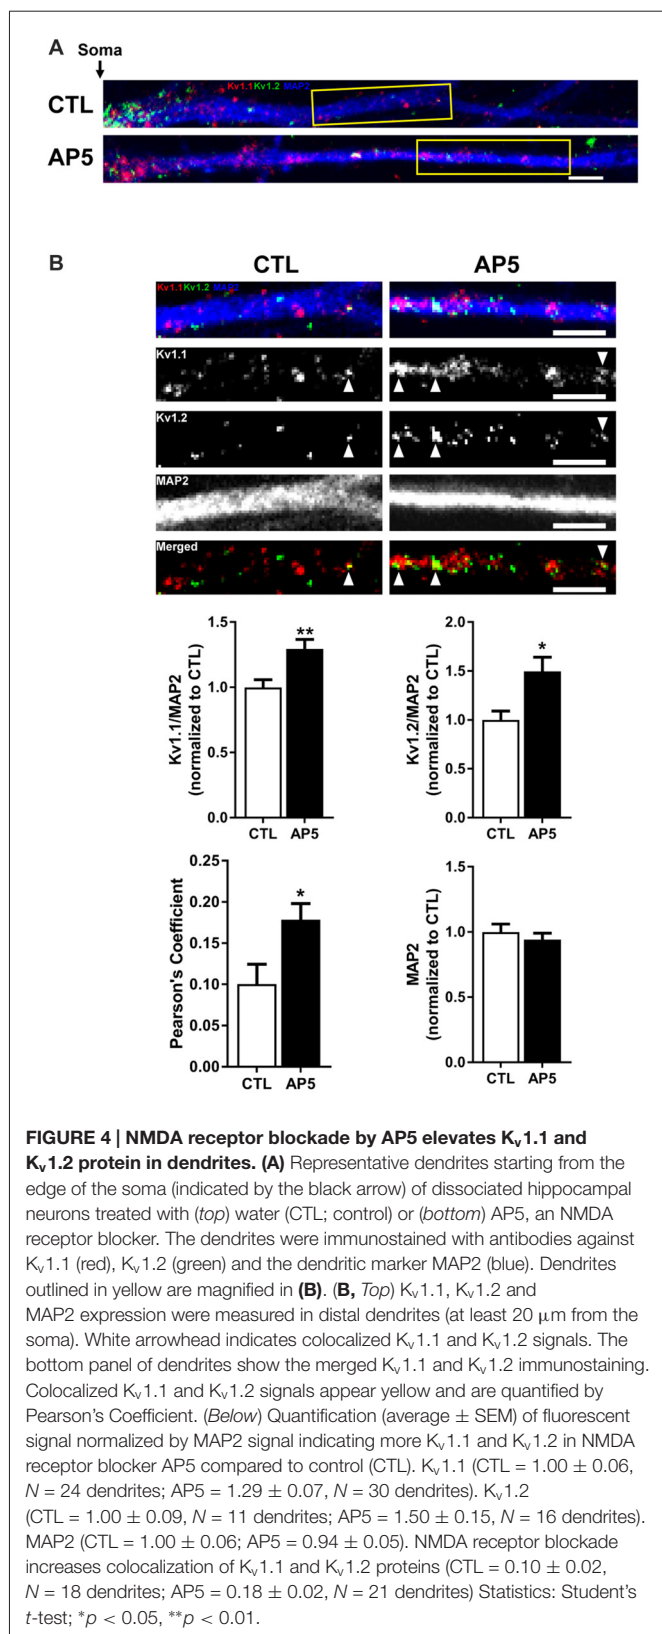 A
Soma
Kv1.1 Kv1.2 MAP2
CTL
AP5
B
CTL AP5
Kv1.1 Kv1.2 MAP2
Kv1.1
Kv1.2
MAP2
Merged
Kv1.1/MAP2
(normalized to CTL)
1.5
1.0
0.5
0.0
**
CTL AP5
Kv1.2/MAP2
(normalized to CTL)
2.0
1.5
1.0
0.5
0.0
*
CTL AP5
Pearson's Coefficient
0.25
0.20
0.15
0.10
0.05
0.00
*
CTL AP5
MAP2
(normalized to CTL)
1.5
1.0
0.5
0.0
CTL AP5
FIGURE 4 | NMDA receptor blockade by AP5 elevates Kv1.1 and
Kv1.2 protein in dendrites. (A) Representative dendrites starting from the
edge of the soma (indicated by the black arrow) of dissociated hippocampal
neurons treated with (top) water (CTL; control) or (bottom) AP5, an NMDA
receptor blocker. The dendrites were immunostained with antibodies against
Kv1.1 (red), Kv1.2 (green) and the dendritic marker MAP2 (blue). Dendrites
outlined in yellow are magnified in (B). (B, Top) Kv1.1, Kv1.2 and
MAP2 expression were measured in distal dendrites (at least 20 μm from the
soma). White arrowhead indicates colocalized Kv1.1 and Kv1.2 signals. The
bottom panel of dendrites show the merged Kv1.1 and Kv1.2 immunostaining.
Colocalized Kv1.1 and Kv1.2 signals appear yellow and are quantified by
Pearson's Coefficient. (Below) Quantification (average ± SEM) of fluorescent
signal normalized by MAP2 signal indicating more Kv1.1 and Kv1.2 in NMDA
receptor blocker AP5 compared to control (CTL). Kv1.1 (CTL = 1.00 ± 0.06,
N = 24 dendrites; AP5 = 1.29 ± 0.07, N = 30 dendrites). Kv1.2
(CTL = 1.00 ± 0.09, N = 11 dendrites; AP5 = 1.50 ± 0.15, N = 16 dendrites).
MAP2 (CTL = 1.00 ± 0.06; AP5 = 0.94 ± 0.05). NMDA receptor blockade
increases colocalization of Kv1.1 and Kv1.2 proteins (CTL = 0.10 ± 0.02,
N = 18 dendrites; AP5 = 0.18 ± 0.02, N = 21 dendrites) Statistics: Student's
t-test; *p < 0.05, **p < 0.01.